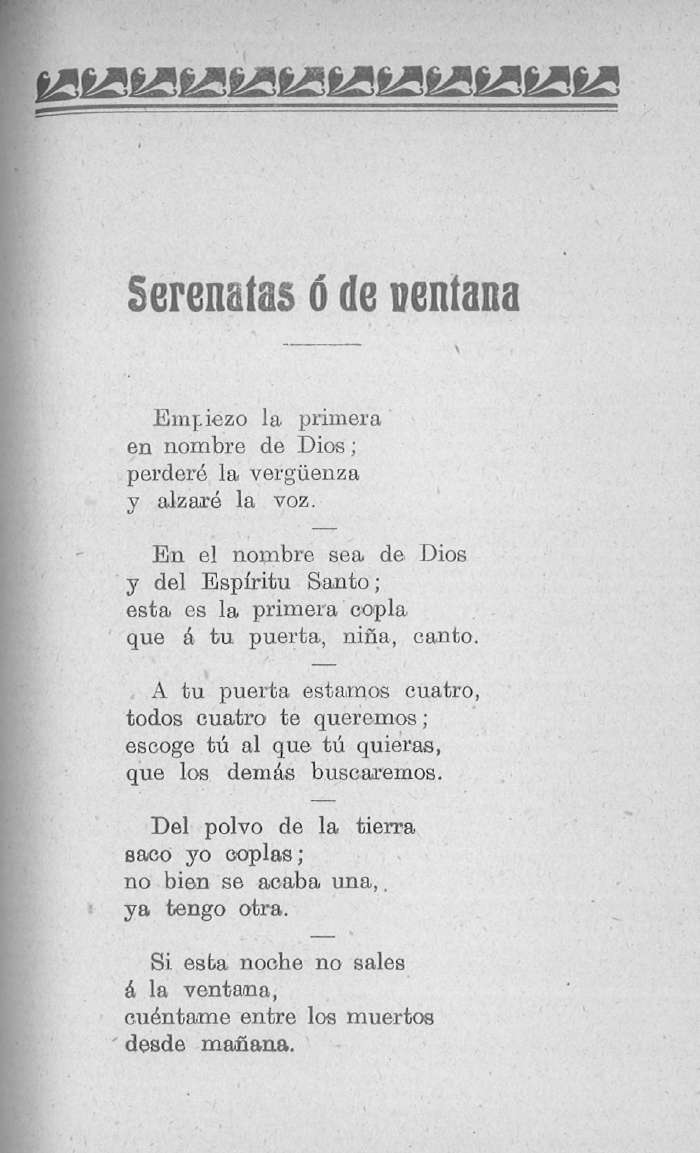 Serenatas ó de ventana
Empiezo la primera
en nombre de Dios;
perderé la vergüenza
y alzaré la voz.
En el nombre sea de Dios
y del Espíritu Santo;
esta es la primera copla
que á tu puerta, niña, canto.
A tu puerta estamos cuatro,
todos cuatro te queremos;
escoge tú al que tú quieras,
que los demás buscaremos.
Del polvo de la tierra
saco yo coplas;
no bien se acaba una,
ya tengo otra.
Si esta noche no sales
á la ventana,
cuéntame entre los muertos
desde mañana.